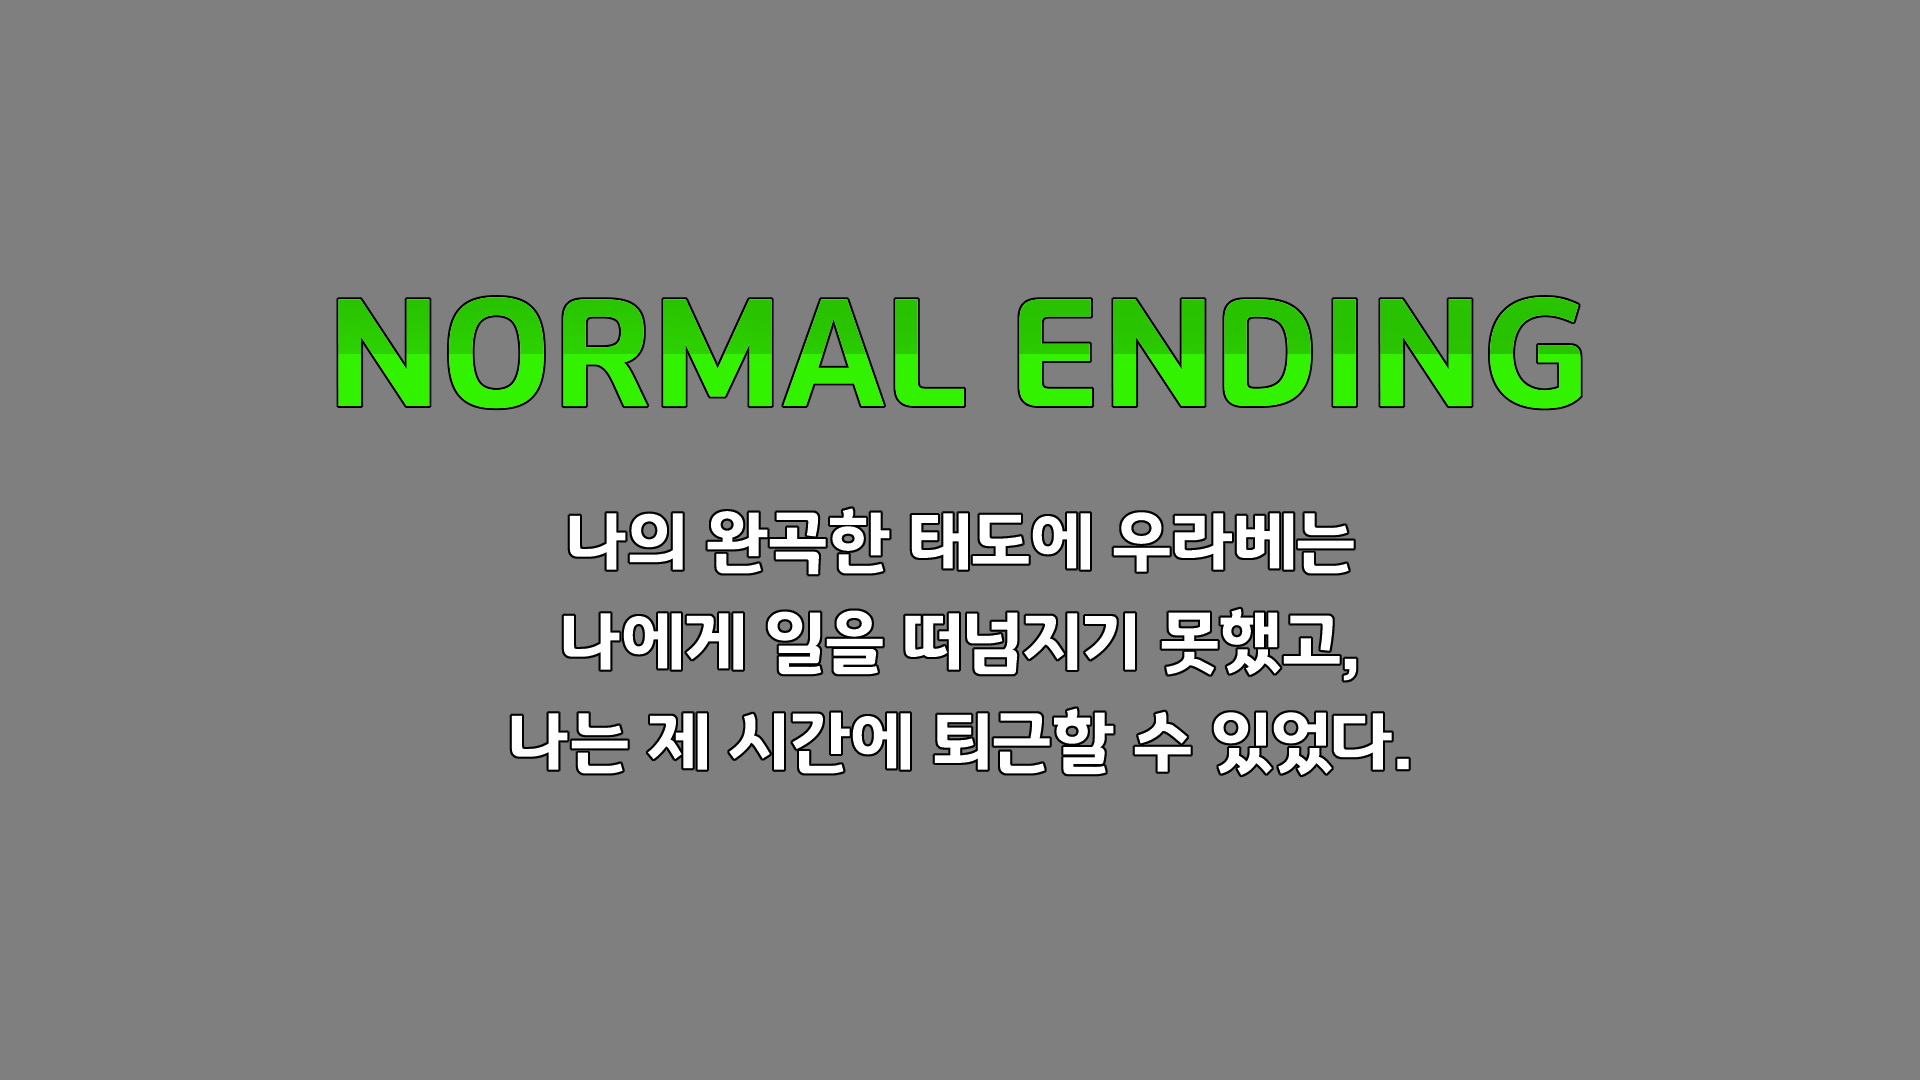 NORMAL ENDING
나의 완곡한 태도에 우라베는
나에게 일을 떠넘지기 못했고,
나는 제 시간에 퇴근할 수 있었다.